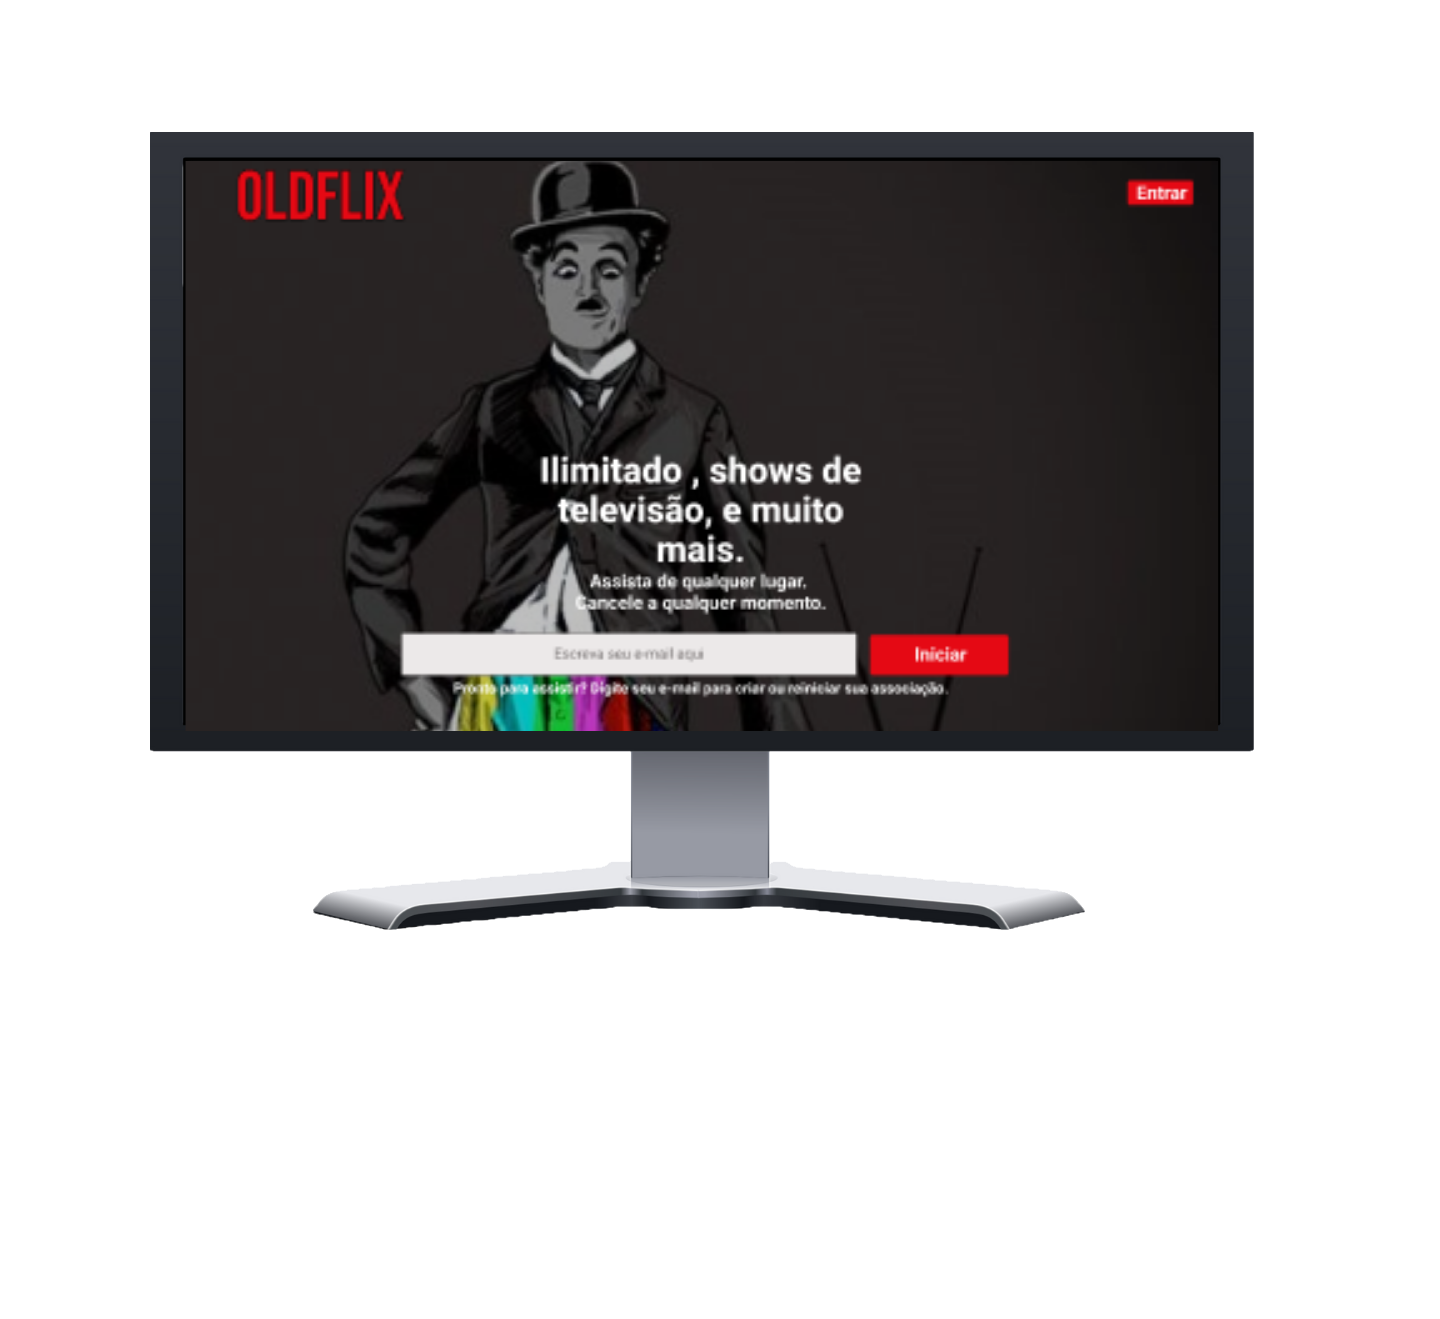 OLDFLIX
Entrar
Ilimitado , shows de
televisão, e muito
mais.
Assista de qualquer lugar.
Cancele a qualquer momento.
Escreva seu e-mail aqui
Iniciar
Pronto para assistir? Digite seu e-mail para criar ou reiniciar sua associação.